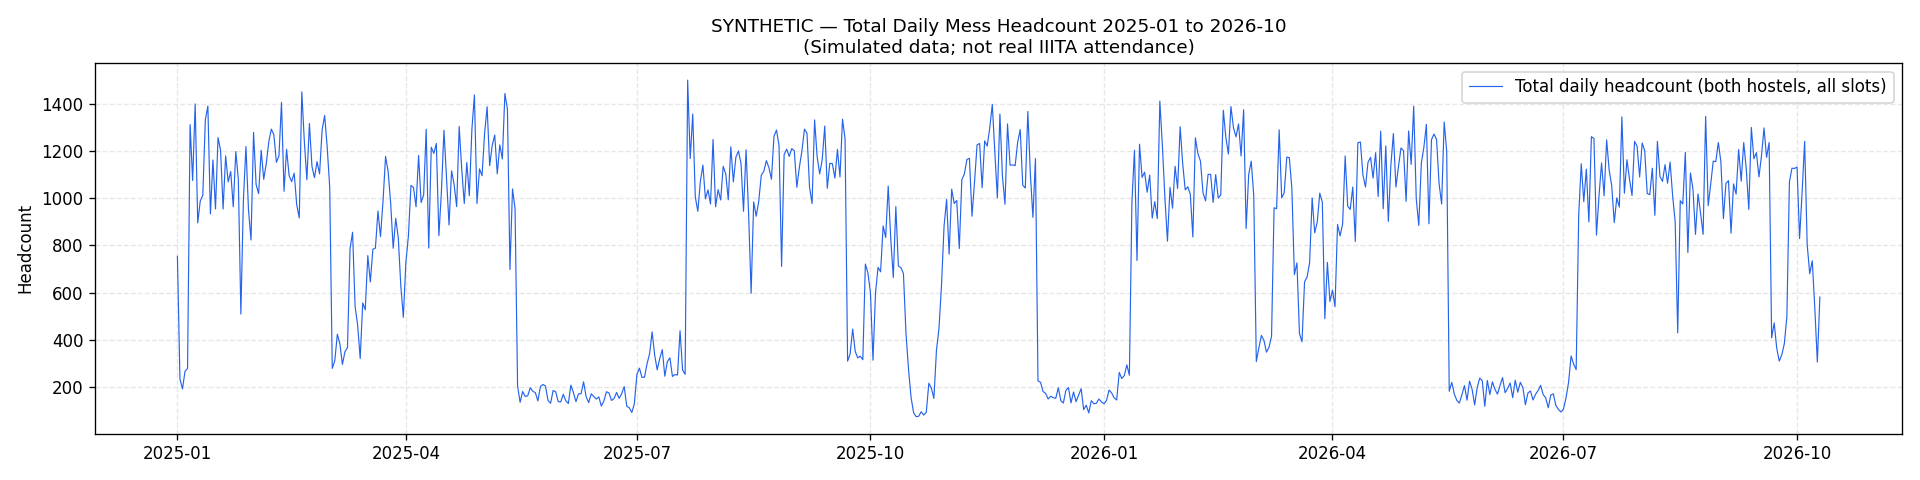 SYNTHETIC — Total Daily Mess Headcount 2025-01 to 2026-10
(Simulated data; not real IIITA attendance)
Total daily headcount (both hostels, all slots)
Headcount
1400
1200
1000
800
600
400
200
2025-01 2025-04 2025-07 2025-10 2026-01 2026-04 2026-07 2026-10